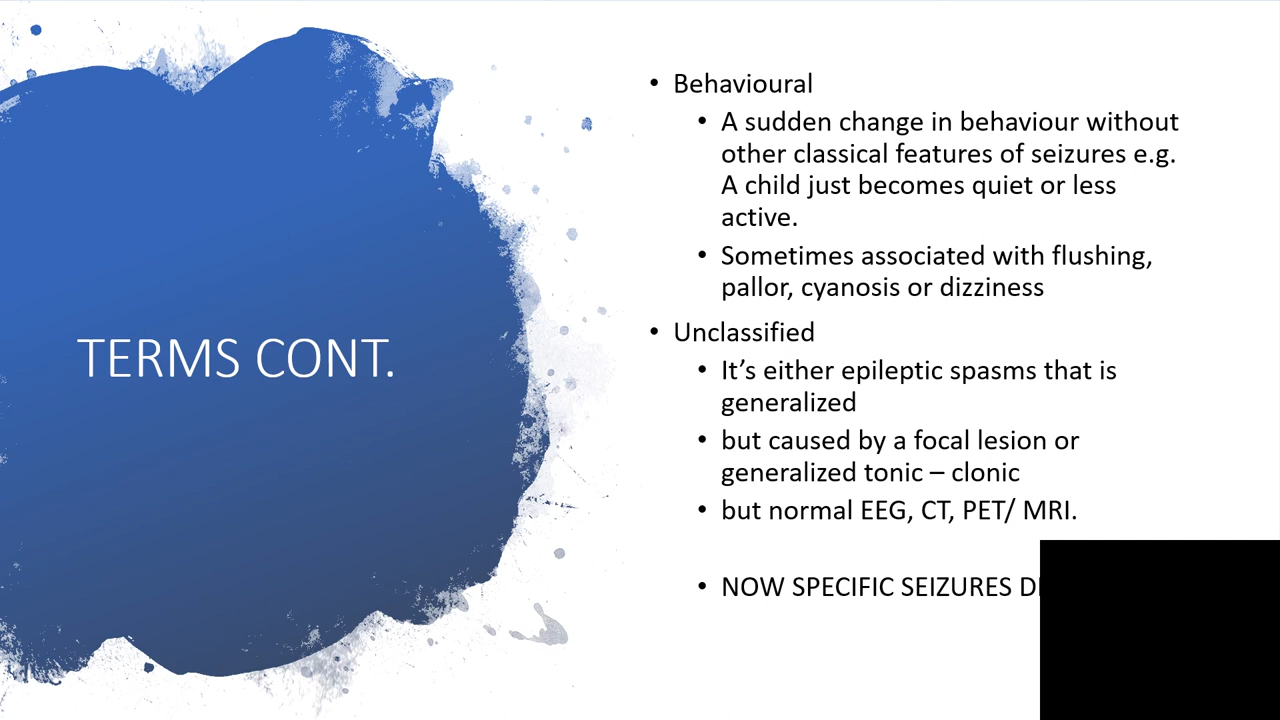 TERMS CONT.
• Behavioural
• A sudden change in behaviour without
other classical features of seizures e.g.
A child just becomes quiet or less
active.
• Sometimes associated with flushing,
pallor, cyanosis or dizziness
• Unclassified
• It’s either epileptic spasms that is
generalized
• but caused by a focal lesion or
generalized tonic – clonic
• but normal EEG, CT, PET/ MRI.
• NOW SPECIFIC SEIZURES